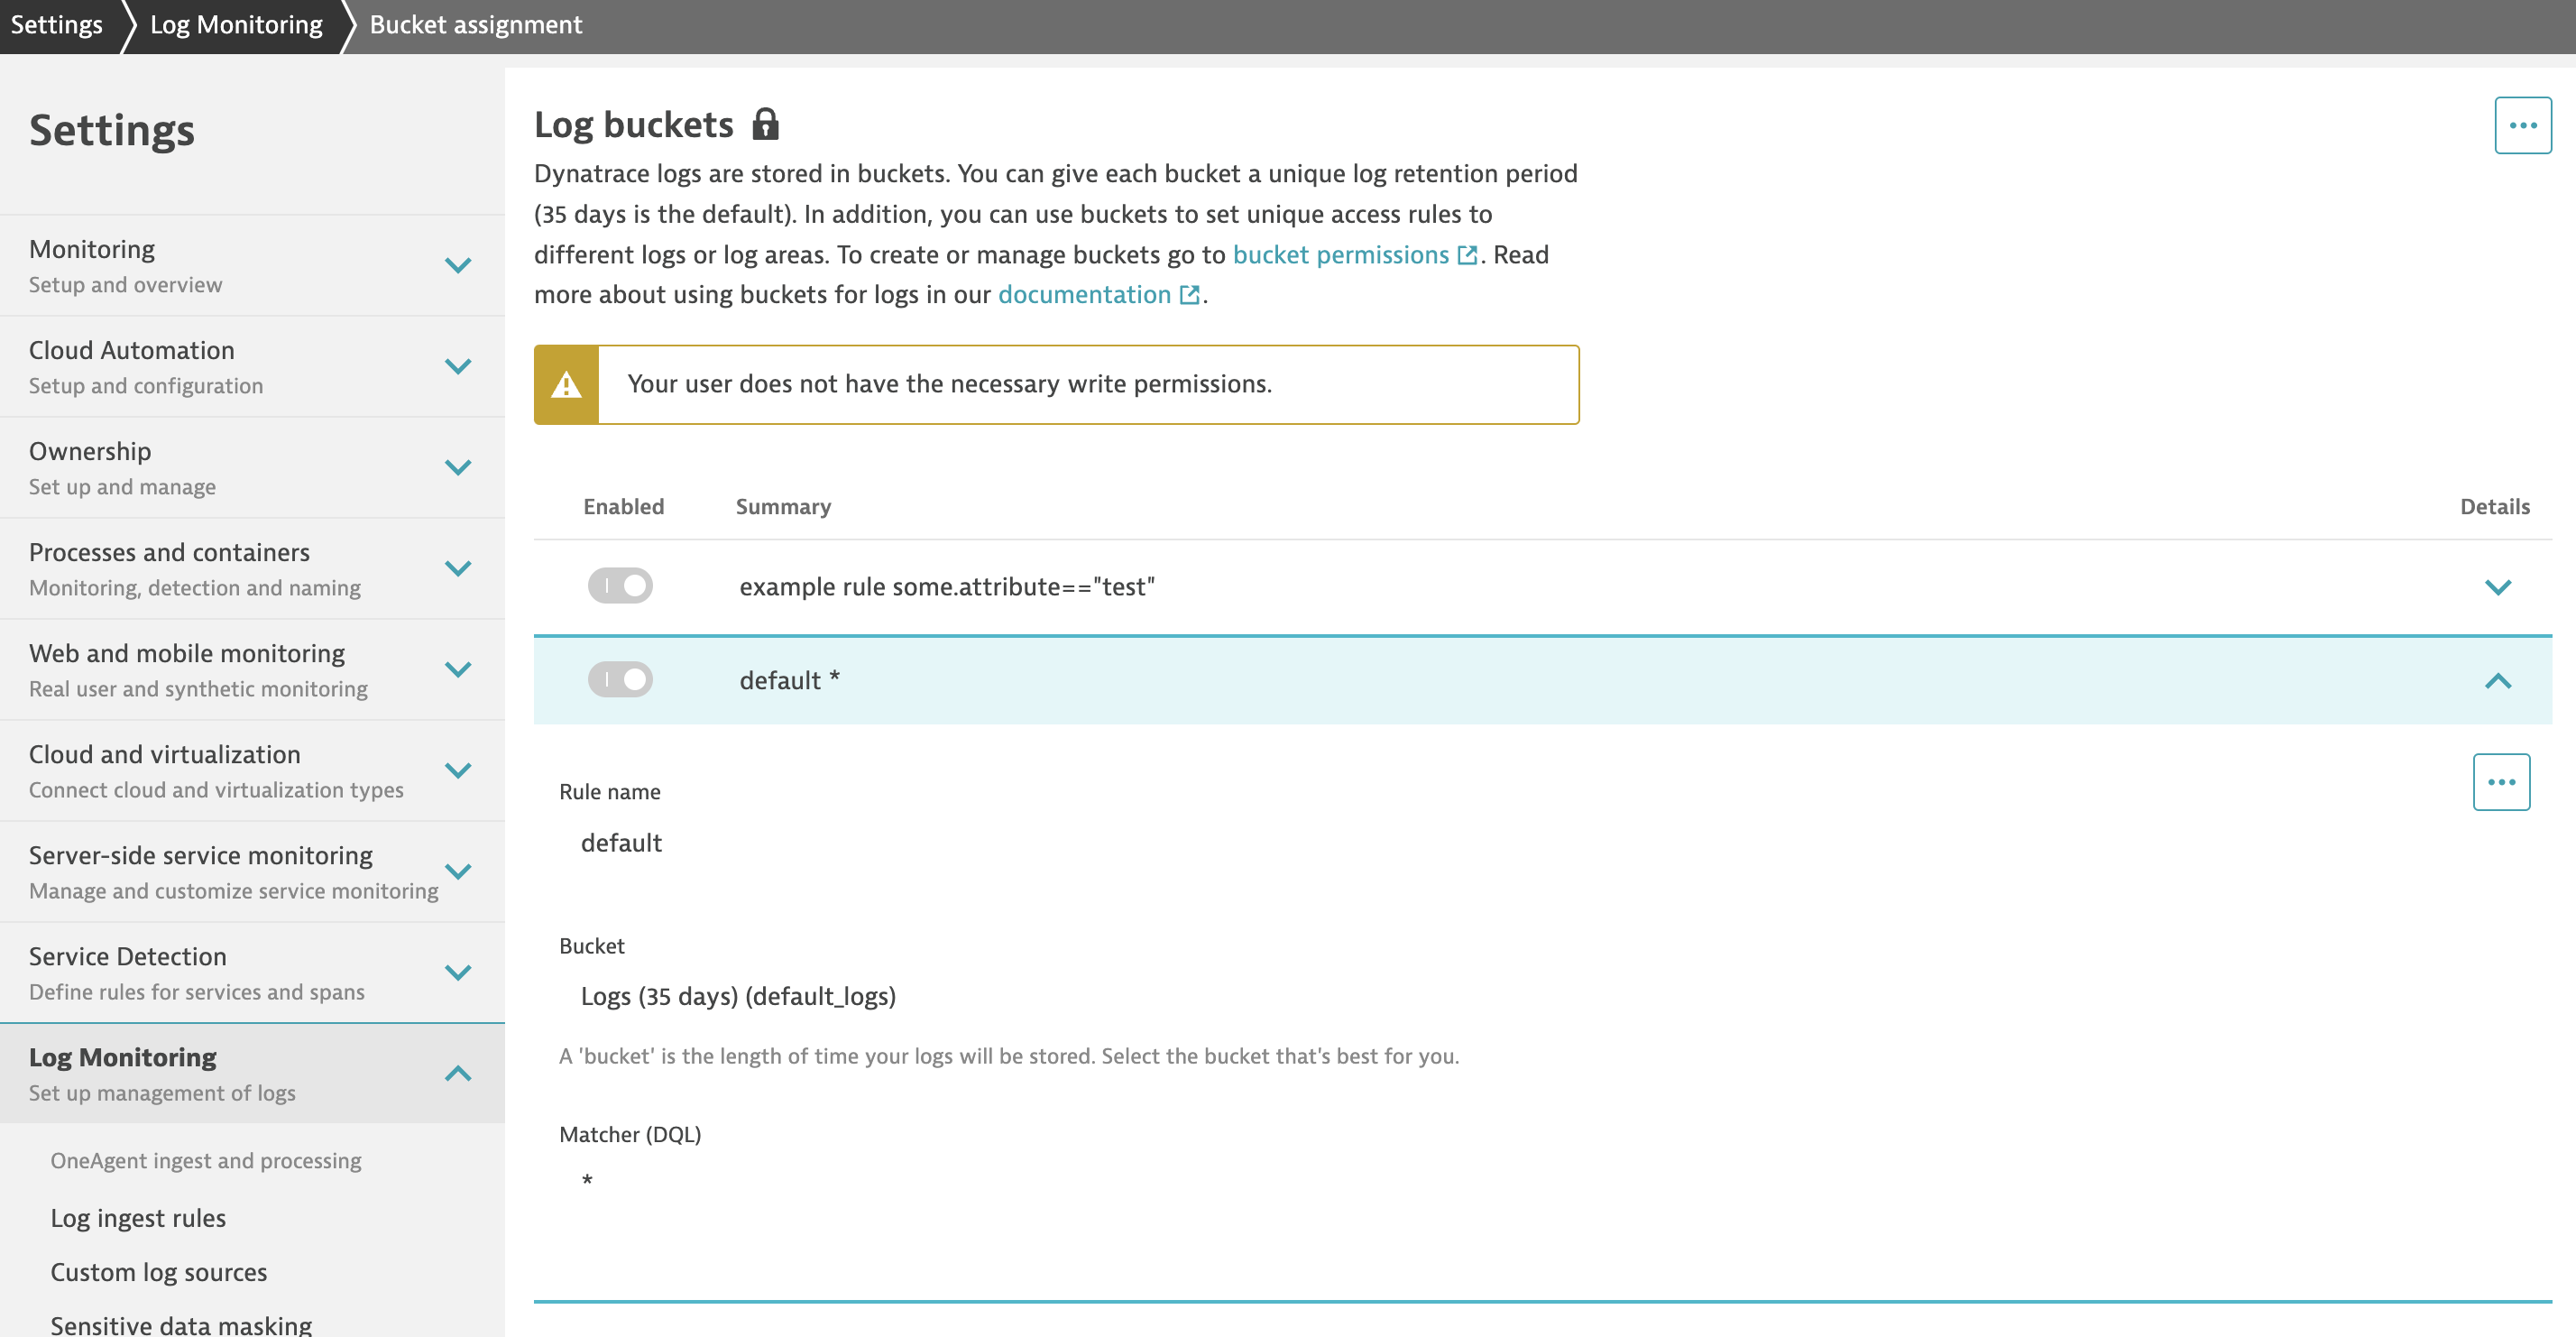 Settings
Log Monitoring
Bucket assignment
Settings
Monitoring
Setup and overview
Cloud Automation
Setup and configuration
Ownership
Set up and manage
Processes and containers
Monitoring, detection and naming
Web and mobile monitoring
Real user and synthetic monitoring
Cloud and virtualization
Connect cloud and virtualization types
Server-side service monitoring
Manage and customize service monitoring
Service Detection
Define rules for services and spans
Log Monitoring
Set up management of logs
OneAgent ingest and processing
Log ingest rules
Custom log sources
Sensitive data masking
Log buckets
Dynatrace logs are stored in buckets. You can give each bucket a unique log retention period
(35 days is the default). In addition, you can use buckets to set unique access rules to
different logs or log areas. To create or manage buckets go to bucket permissions. Read
more about using buckets for logs in our documentation.
Your user does not have the necessary write permissions.
Enabled Summary Details
example rule some.attribute=="test"
default *
Rule name
default
Bucket
Logs (35 days) (default_logs)
A 'bucket' is the length of time your logs will be stored. Select the bucket that's best for you.
Matcher (DQL)
*